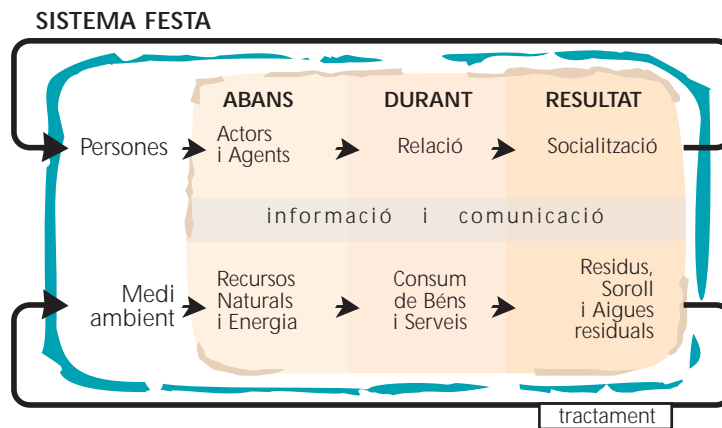 SISTEMA FESTA
ABANS
DURANT
RESULTAT
Persones
Actors
i Agents
Relació
Socialització
informació i comunicació
Medi
ambient
Recursos
Naturals
i Energia
Consum
de Béns
i Serveis
Residus,
Soroll
i Aigues
residuals
tractament